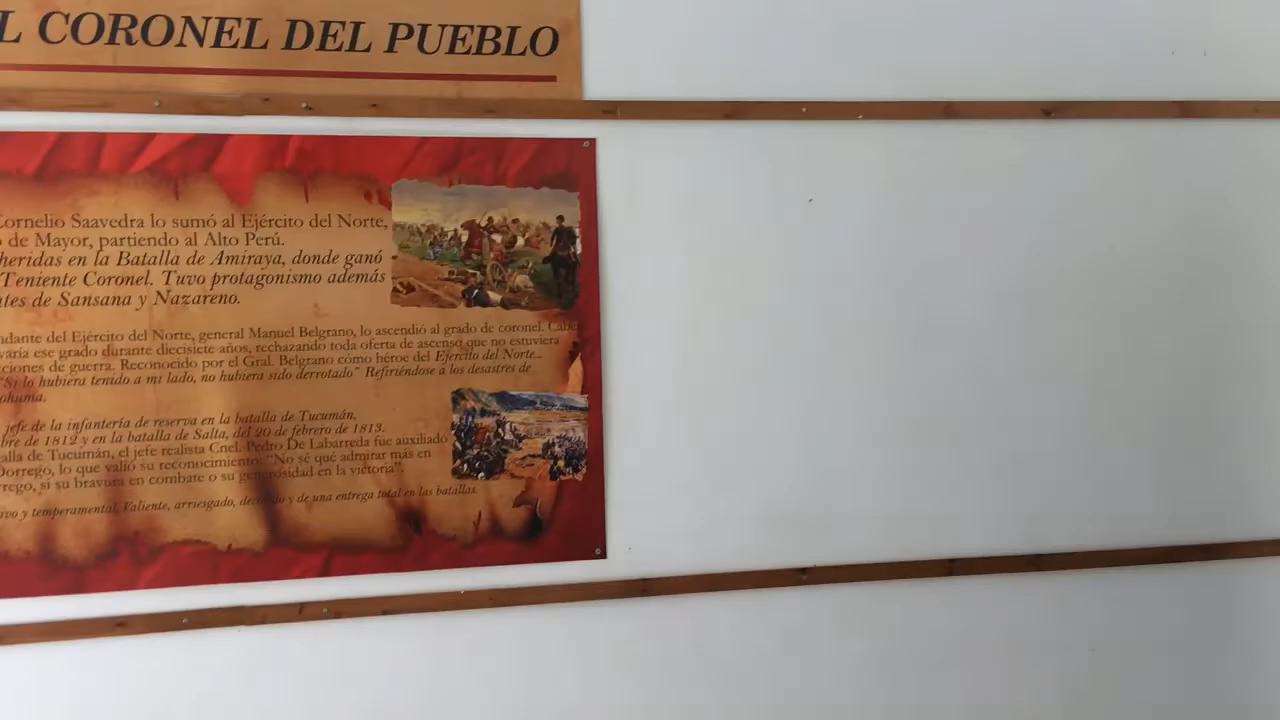 L CORONEL DEL PUEBLO
Cornelio Saavedra lo sumó al Ejército del Norte,
o de Mayor, partiendo al Alto Perú.
heridas en la Batalla de Amiraya, donde ganó
Teniente Coronel. Tuvo protagonismo además
ates de Sansana y Nazareno.
ndante del Ejército del Norte, general Manuel Belgrano, lo ascendió al grado de coronel. Cabe
varía ese grado durante diecisiete años, rechazando toda oferta de ascenso que no estuviera
cciones de guerra. Reconocido por el Gral. Belgrano como héroe del Ejercito del Norte...
"Si lo hubiera tenido a mi lado, no hubiera sido derrotado" Refiriéndose a los desastres de
ohuma.
jefe de la infantería de reserva en la batalla de Tucumán,
bre de 1812 y en la batalla de Salta, del 20 de febrero de 1813.
alla de Tucumán, el jefe realista Cnel. Pedro De Labarreda fue auxiliado
Dorrego, lo que valió su reconocimiento: "No sé qué admirar más en
rrego, si su bravura en combate o su generosidad en la victoria".
ivo y temperamental, Valiente, arriesgado, decidido y de una entrega total en las batallas.